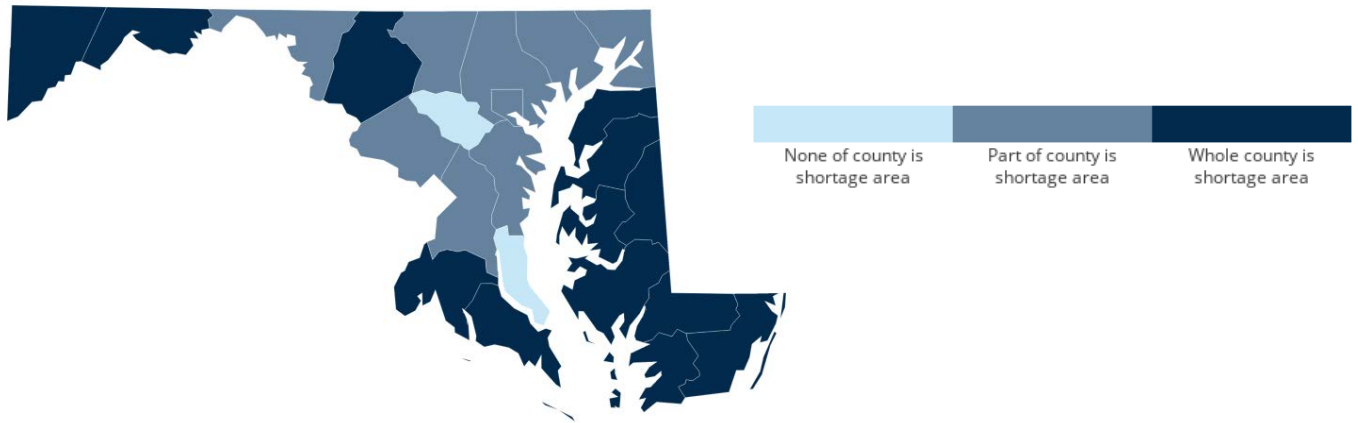 None of county is
shortage area
Part of county is
shortage area
Whole county is
shortage area